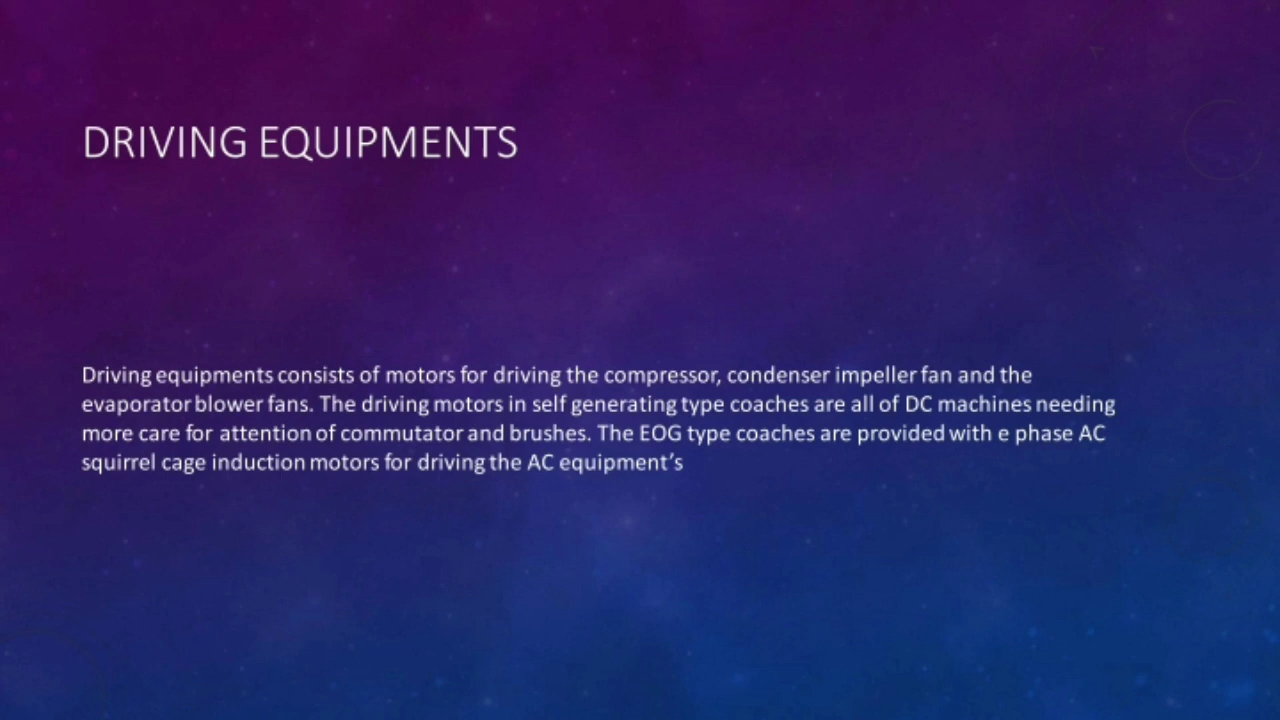 DRIVING EQUIPMENTS
Driving equipments consists of motors for driving the compressor, condenser impeller fan and the
evaporator blower fans. The driving motors in self generating type coaches are all of DC machines needing
more care for attention of commutator and brushes. The EOG type coaches are provided with e phase AC
squirrel cage induction motors for driving the AC equipment’s